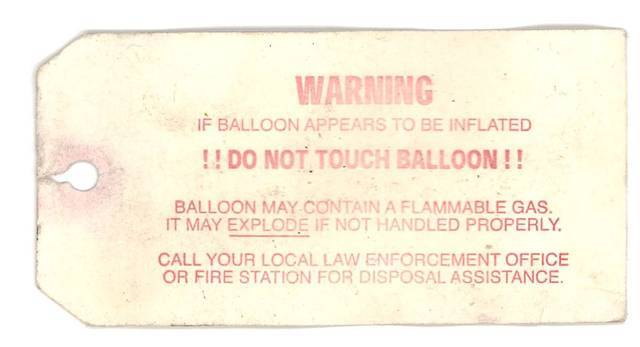 WARNING
IF BALLOON APPEARS TO BE INFLATED
!! DO NOT TOUCH BALLOON !!
BALLOON MAY CONTAIN A FLAMMABLE GAS.
IT MAY EXPLODE IF NOT HANDLED PROPERLY.
CALL YOUR LOCAL LAW ENFORCEMENT OFFICE
OR FIRE STATION FOR DISPOSAL ASSISTANCE.